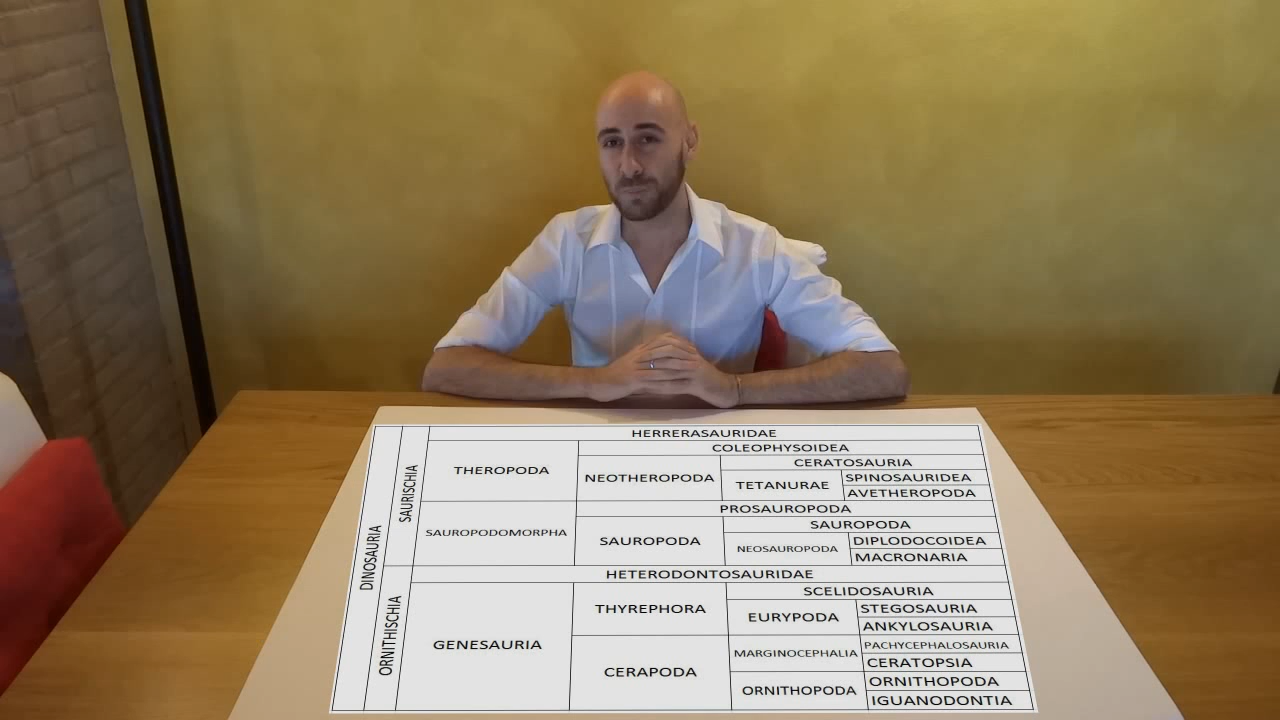 DINOSAURIA
SAURISCHIA
HERRERASAURIDAE
THEROPODA
COLEOPHYSOIDEA
NEOTHEROPODA
CERATOSAURIA
TETANURAE
SPINOSAURIDEA
AVETHEROPODA
SAUROPODOMORPHA
PROSAUROPODA
SAUROPODA
SAUROPODA
NEOSAUROPODA
DIPLODOCOIDEA
MACRONARIA
ORNITHISCHIA
HETERODONTOSAURIDAE
GENESAURIA
THYREPHORA
SCELIDOSAURIA
EURYPODA
STEGOSAURIA
ANKYLOSAURIA
CERAPODA
MARGINOCEPHALIA
PACHYCEPHALOSAURIA
CERATOPSIA
ORNITHOPODA
ORNITHOPODA
IGUANODONTIA